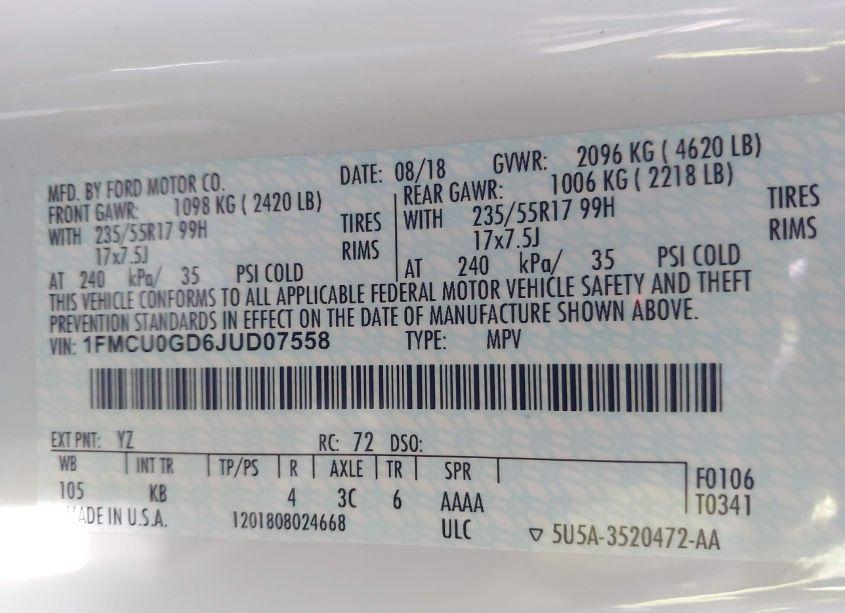 MFD. BY FORD MOTOR CO. DATE: 08/18 GVWR: 2096 KG ( 4620 LB)
FRONT GAWR: 1098 KG ( 2420 LB) REAR GAWR: 1006 KG ( 2218 LB)
WITH 235/55R17 99H TIRES WITH 235/55R17 99H TIRES
17x7.5J RIMS 17x7.5J RIMS
AT 240 kPa/ 35 PSI COLD AT 240 kPa/ 35 PSI COLD
THIS VEHICLE CONFORMS TO ALL APPLICABLE FEDERAL MOTOR VEHICLE SAFETY AND THEFT
PREVENTION STANDARDS IN EFFECT ON THE DATE OF MANUFACTURE SHOWN ABOVE.
VIN: 1FMCU0GD6JUD07558 TYPE: MPV
EXT PNT: YZ RC: 72 DSO:
WB INT TR TP/PS R AXLE TR SPR F0106
105 KB 4 3C 6 AAAA T0341
MADE IN U.S.A. 1201808024668 ULC ▽ 5U5A-3520472-AA